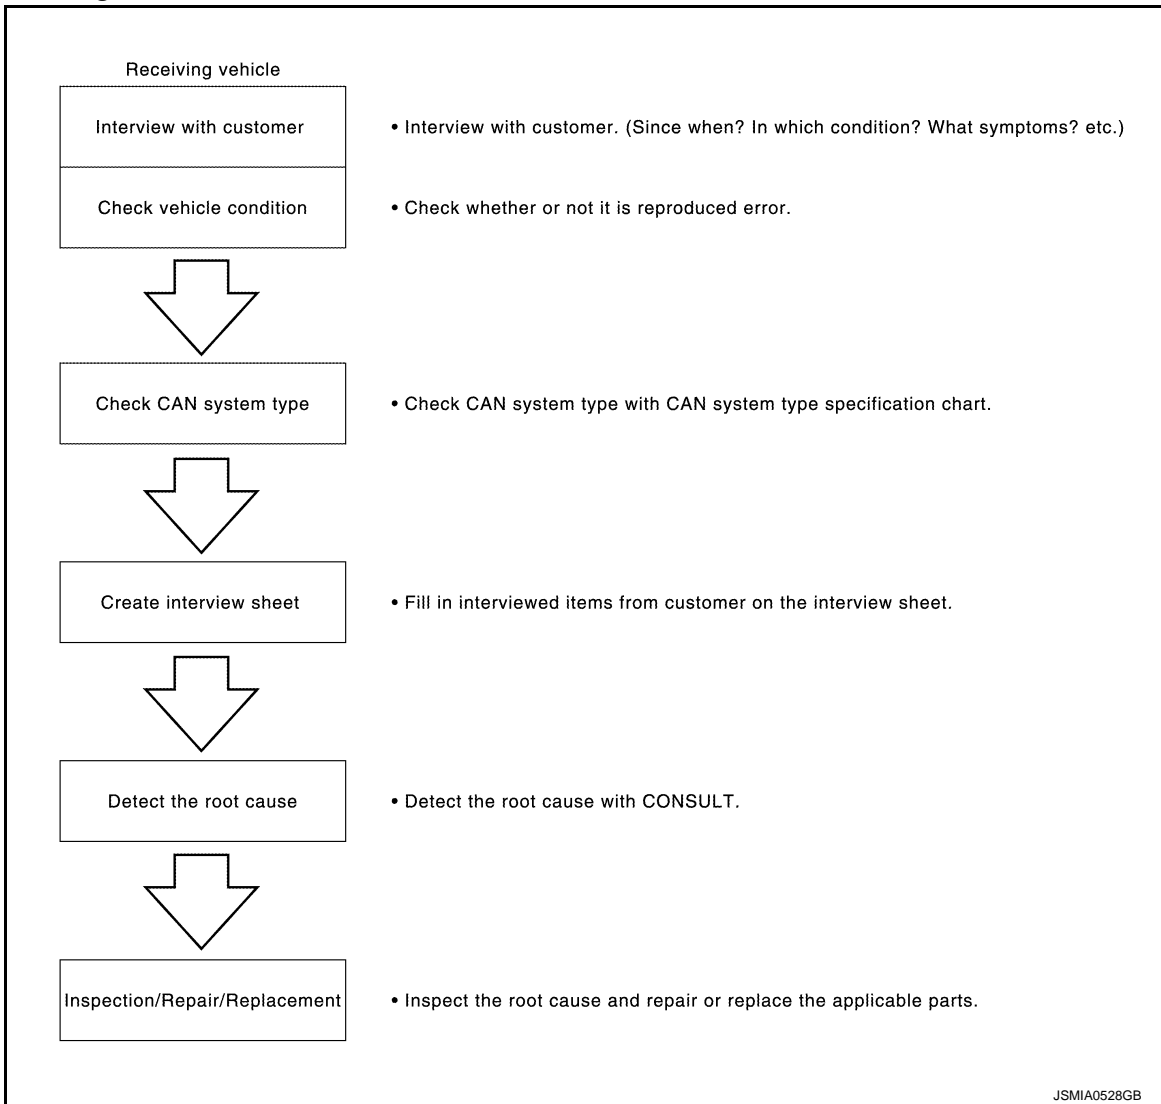 Receiving vehicle
Interview with customer
• Interview with customer. (Since when? In which condition? What symptoms? etc.)
Check vehicle condition
• Check whether or not it is reproduced error.
Check CAN system type
• Check CAN system type with CAN system type specification chart.
Create interview sheet
• Fill in interviewed items from customer on the interview sheet.
Detect the root cause
• Detect the root cause with CONSULT.
Inspection/Repair/Replacement
• Inspect the root cause and repair or replace the applicable parts.
JSMIA0528GB